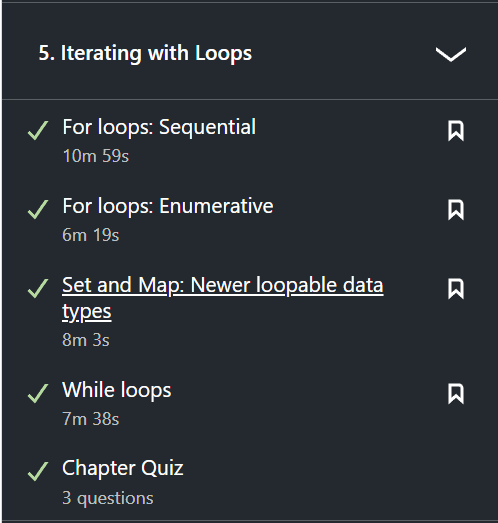 5. Iterating with Loops
For loops: Sequential
10m 59s
For loops: Enumerative
6m 19s
Set and Map: Newer loopable data
types
8m 3s
While loops
7m 38s
Chapter Quiz
3 questions